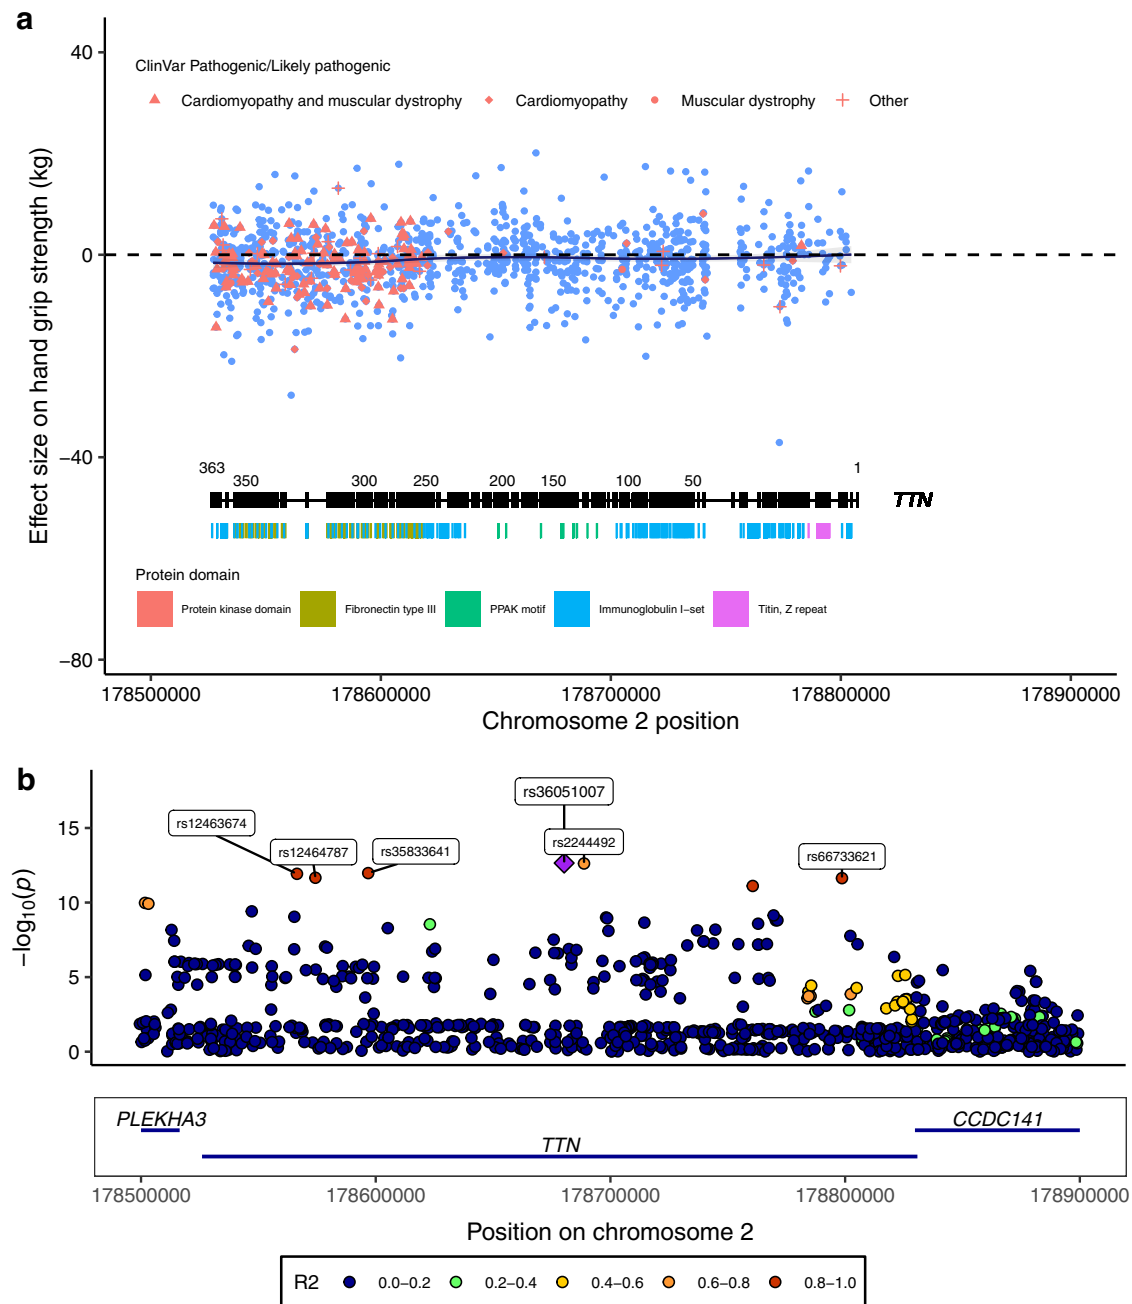 a
40
0
−40
−80
Effect size on hand grip strength (kg)
ClinVar Pathogenic/Likely pathogenic
Cardiomyopathy and muscular dystrophy
Cardiomyopathy
Muscular dystrophy
Other
363
350
300
250
200
150
100
50
1
TTN
Protein domain
Protein kinase domain
Fibronectin type III
PPAK motif
Immunoglobulin I−set
Titin, Z repeat
178500000
178600000
178700000
178800000
178900000
Chromosome 2 position
b
15
10
5
0
−log10(p)
rs36051007
rs12463674
rs12464787
rs35833641
rs2244492
rs66733621
PLEKHA3
CCDC141
TTN
178500000
178600000
178700000
178800000
178900000
Position on chromosome 2
R2
0.0−0.2
0.2−0.4
0.4−0.6
0.6−0.8
0.8−1.0